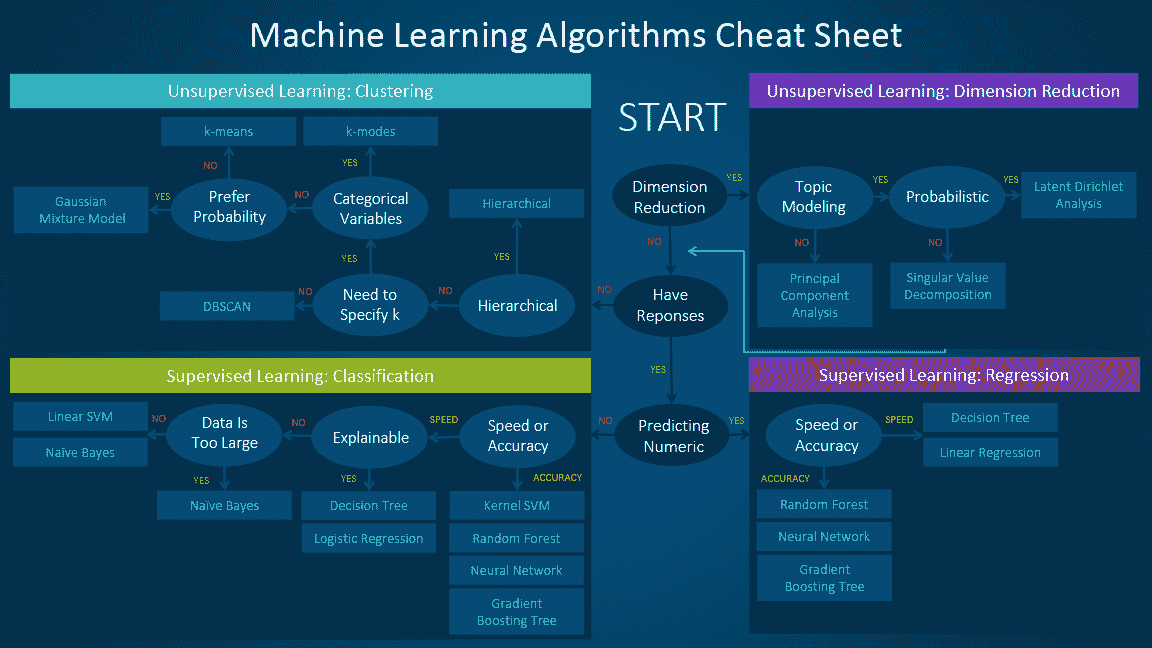 Machine Learning Algorithms Cheat Sheet
Unsupervised Learning: Clustering
k-means
k-modes
NO
YES
Gaussian
Mixture Model
YES
Prefer
Probability
NO
Categorical
Variables
Hierarchical
YES
YES
DBSCAN
NO
Need to
Specify k
NO
Hierarchical
START
Dimension
Reduction
YES
NO
NO
Have
Reponses
YES
NO
Predicting
Numeric
YES
Unsupervised Learning: Dimension Reduction
Topic
Modeling
YES
Probabilistic
YES
Latent Dirichlet
Analysis
NO
NO
Principal
Component
Analysis
Singular Value
Decomposition
Supervised Learning: Classification
Linear SVM
Naïve Bayes
NO
Data Is
Too Large
NO
Explainable
SPEED
Speed or
Accuracy
YES
YES
ACCURACY
Naïve Bayes
Decision Tree
Logistic Regression
Kernel SVM
Random Forest
Neural Network
Gradient
Boosting Tree
Supervised Learning: Regression
Speed or
Accuracy
SPEED
Decision Tree
Linear Regression
ACCURACY
Random Forest
Neural Network
Gradient
Boosting Tree